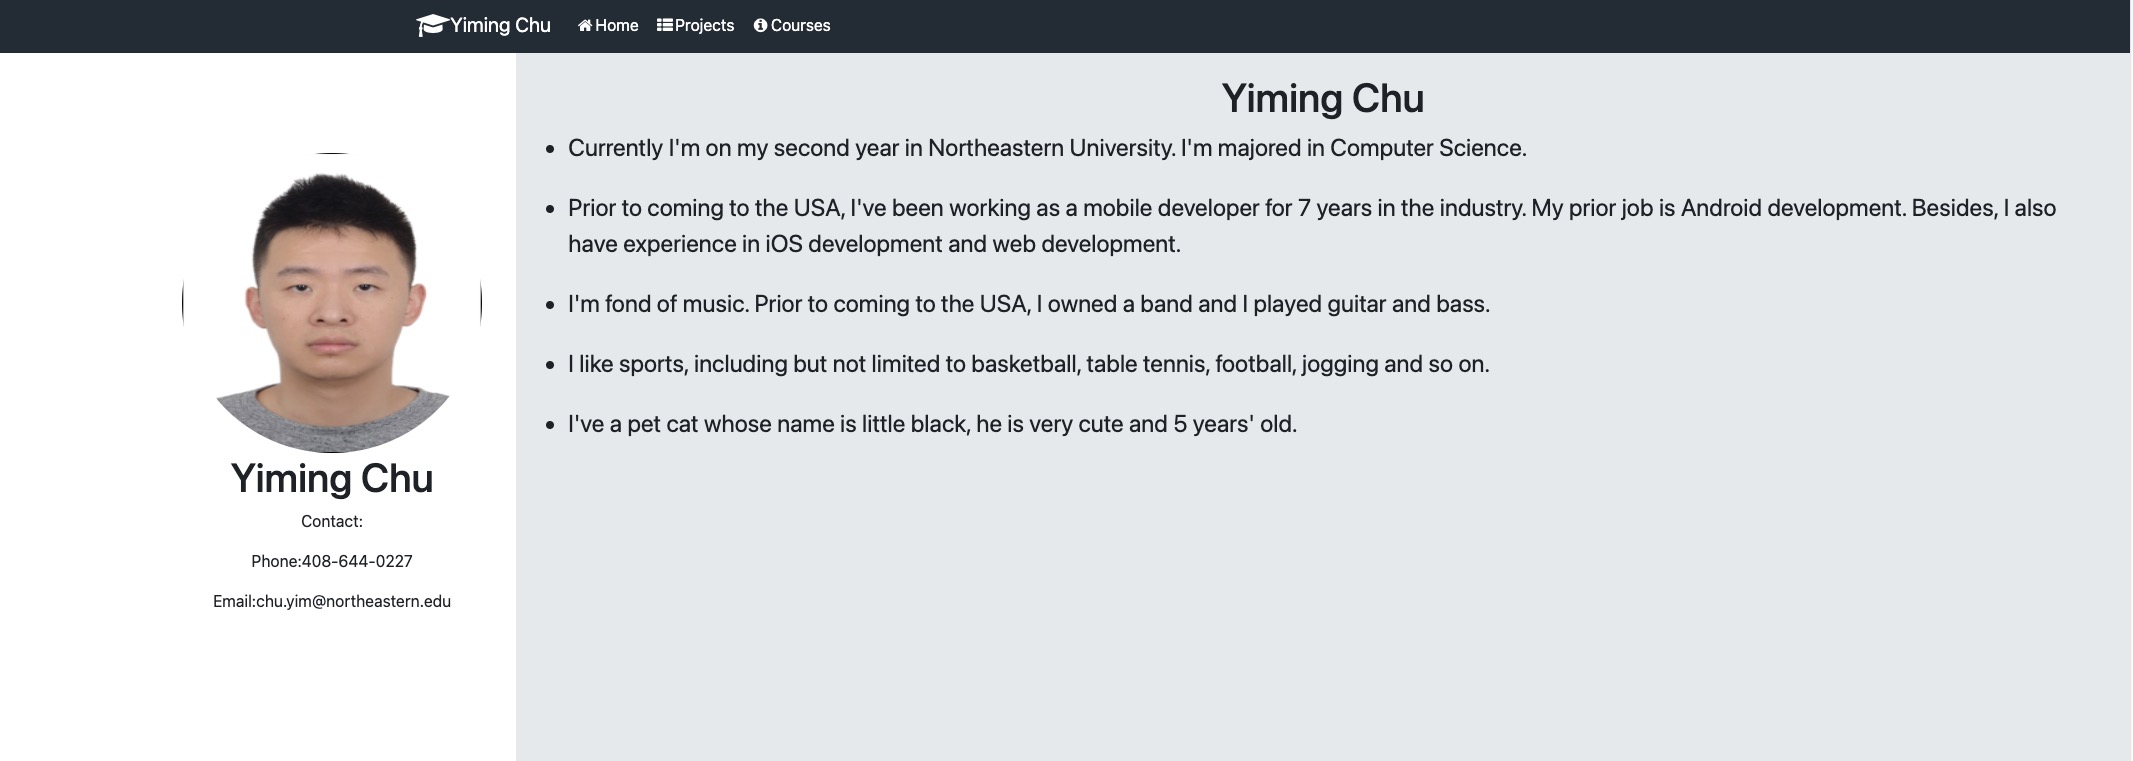 Yiming Chu Home Projects Courses
Yiming Chu
Contact:
Phone:408-644-0227
Email:chu.yim@northeastern.edu
Yiming Chu
Currently I'm on my second year in Northeastern University. I'm majored in Computer Science.
Prior to coming to the USA, I've been working as a mobile developer for 7 years in the industry. My prior job is Android development. Besides, I also
have experience in iOS development and web development.
I'm fond of music. Prior to coming to the USA, I owned a band and I played guitar and bass.
I like sports, including but not limited to basketball, table tennis, football, jogging and so on.
I've a pet cat whose name is little black, he is very cute and 5 years' old.